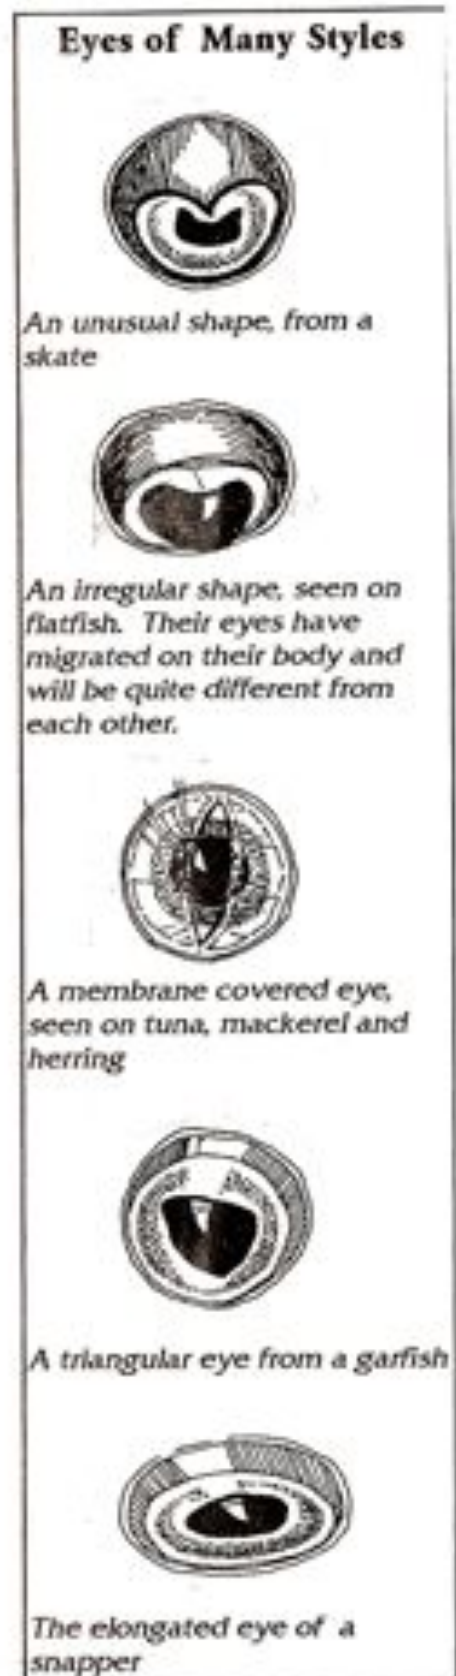 Eyes of Many Styles
An unusual shape, from a
skate
An irregular shape, seen on
flatfish. Their eyes have
migrated on their body and
will be quite different from
each other.
A membrane covered eye,
seen on tuna, mackerel and
herring
A triangular eye from a garfish
The elongated eye of a
snapper